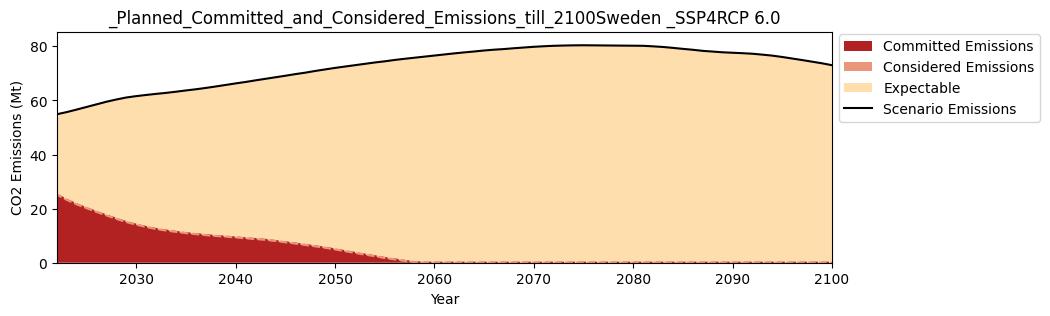 _Planned_Committed_and_Considered_Emissions_till_2100Sweden _SSP4RCP 6.0
80
60
40
20
0
CO2 Emissions (Mt)
2030 2040 2050 2060 2070 2080 2090 2100
Year
Committed Emissions
Considered Emissions
Expectable
Scenario Emissions